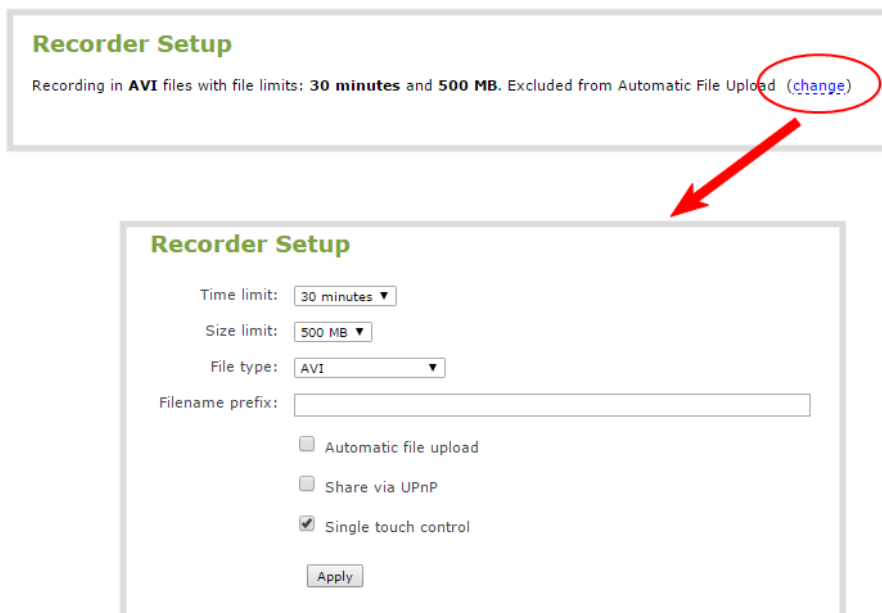 Recorder Setup
Recording in AVI files with file limits: 30 minutes and 500 MB. Excluded from Automatic File Upload (change)
Recorder Setup
Time limit: 30 minutes
Size limit: 500 MB
File type: AVI
Filename prefix:
Automatic file upload
Share via UPnP
Single touch control
Apply